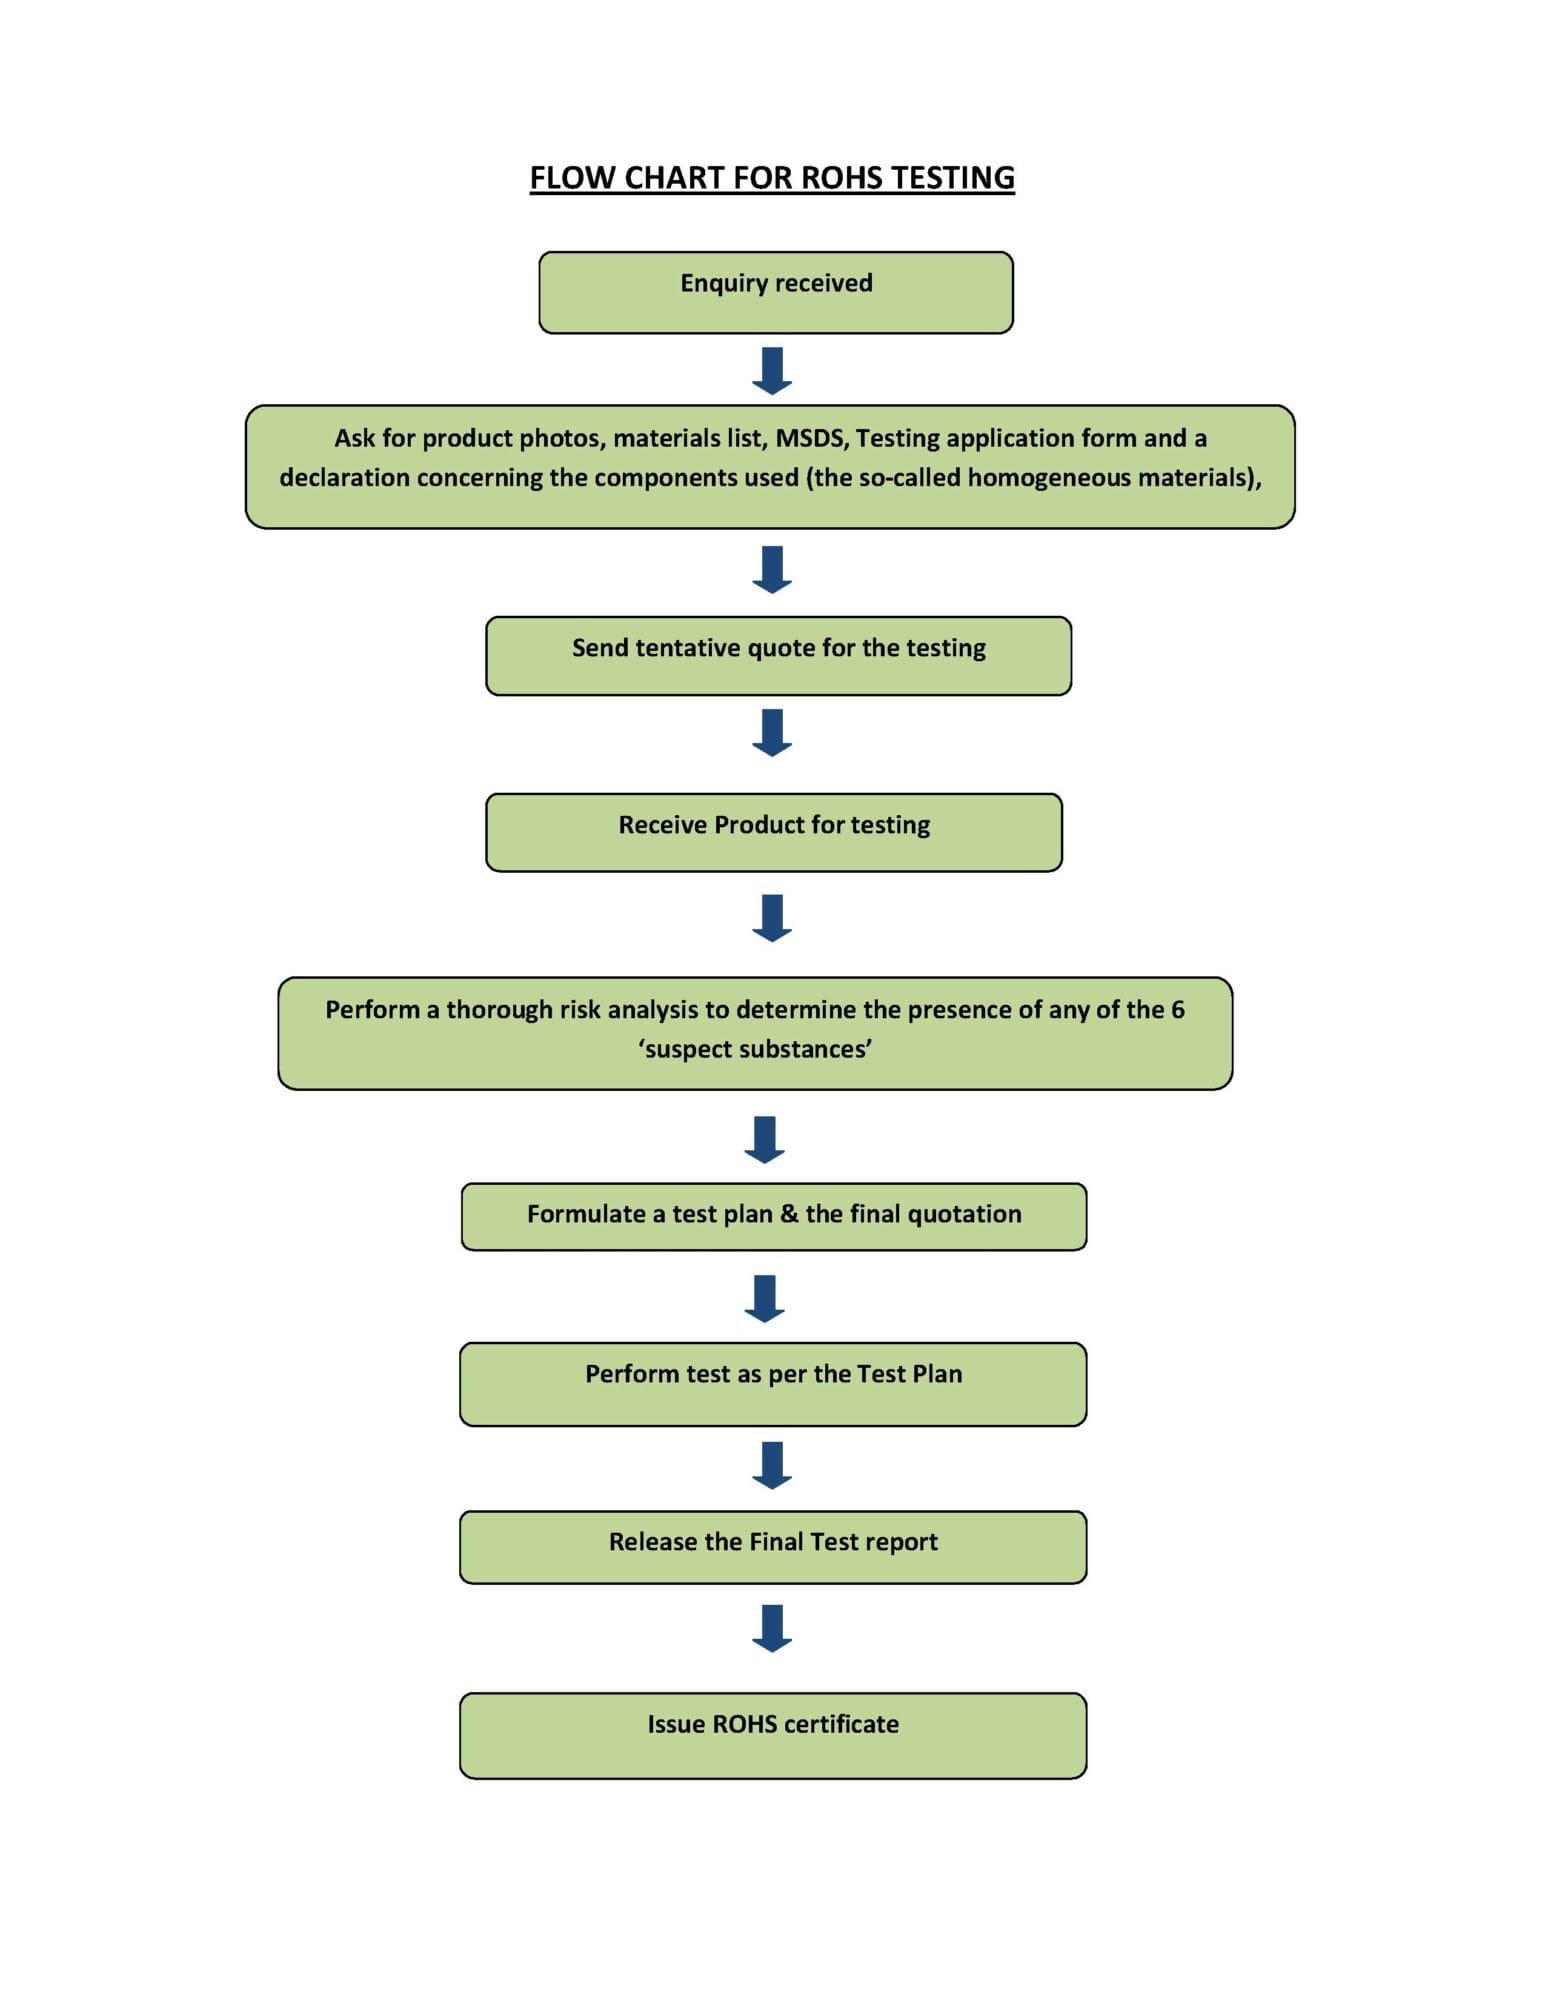 FLOW CHART FOR ROHS TESTING
Enquiry received
Ask for product photos, materials list, MSDS, Testing application form and a
declaration concerning the components used (the so-called homogeneous materials),
Send tentative quote for the testing
Receive Product for testing
Perform a thorough risk analysis to determine the presence of any of the 6
‘suspect substances’
Formulate a test plan & the final quotation
Perform test as per the Test Plan
Release the Final Test report
Issue ROHS certificate